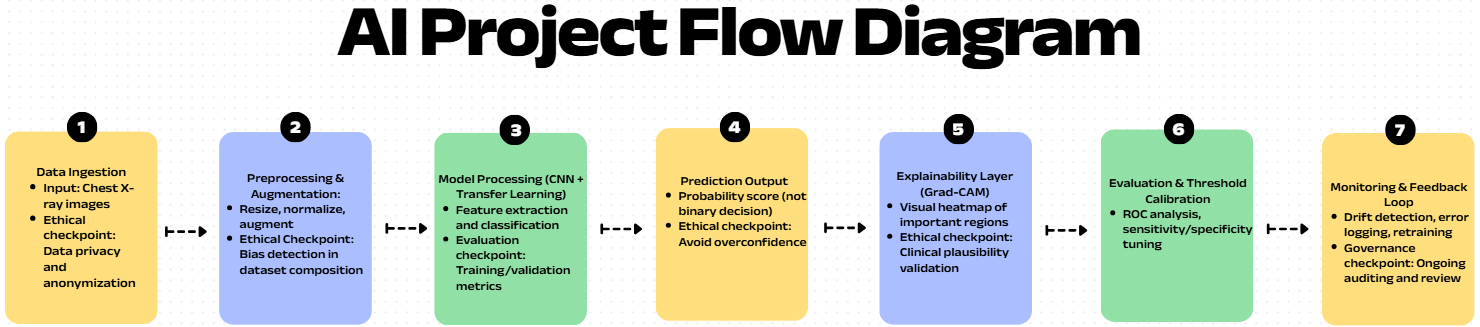 AI Project Flow Diagram
1
Data Ingestion
• Input: Chest X-
ray images
• Ethical
checkpoint:
Data privacy
and
anonymization
2
Preprocessing &
Augmentation:
• Resize, normalize,
augment
• Ethical Checkpoint:
Bias detection in
dataset composition
3
Model Processing (CNN +
Transfer Learning)
• Feature extraction
and classification
• Evaluation
checkpoint:
Training/validation
metrics
4
Prediction Output
• Probability score (not
binary decision)
• Ethical checkpoint:
Avoid overconfidence
5
Explainability Layer
(Grad-CAM)
• Visual heatmap of
important regions
• Ethical checkpoint:
Clinical plausibility
validation
6
Evaluation & Threshold
Calibration
• ROC analysis,
sensitivity/specificity
tuning
7
Monitoring & Feedback
Loop
• Drift detection, error
logging, retraining
• Governance
checkpoint: Ongoing
auditing and review